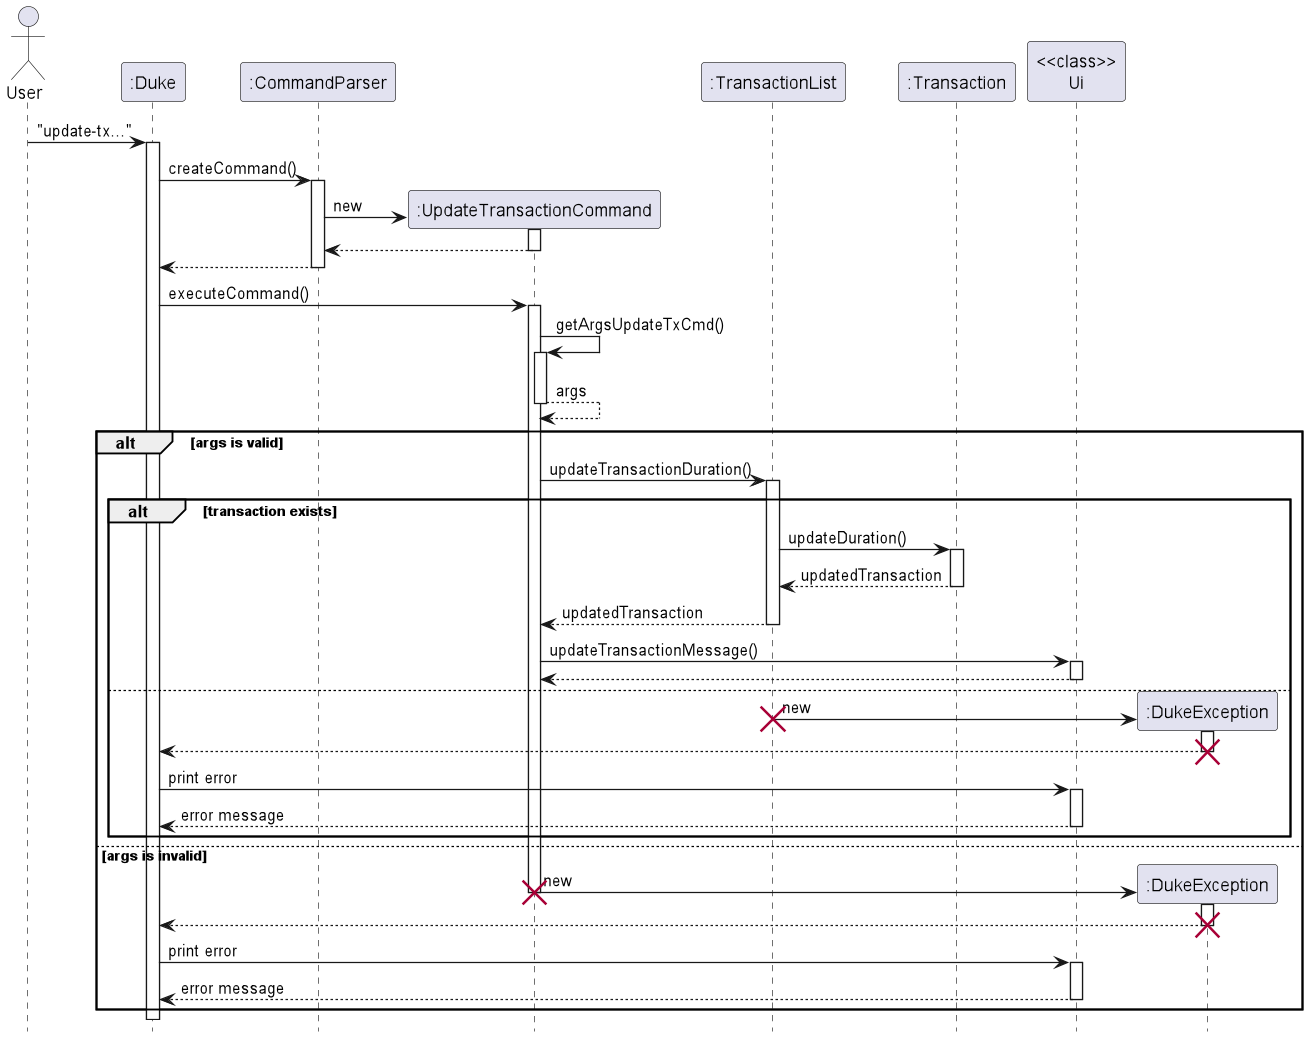 User
:Duke
:CommandParser
:TransactionList
:Transaction
<<class>>
Ui
"update-tx..."
createCommand()
new
:UpdateTransactionCommand
executeCommand()
getArgsUpdateTxCmd()
args
alt
[args is valid]
updateTransactionDuration()
alt
[transaction exists]
updateDuration()
updatedTransaction
updatedTransaction
updateTransactionMessage()
new
:DukeException
print error
error message
[args is invalid]
new
:DukeException
print error
error message